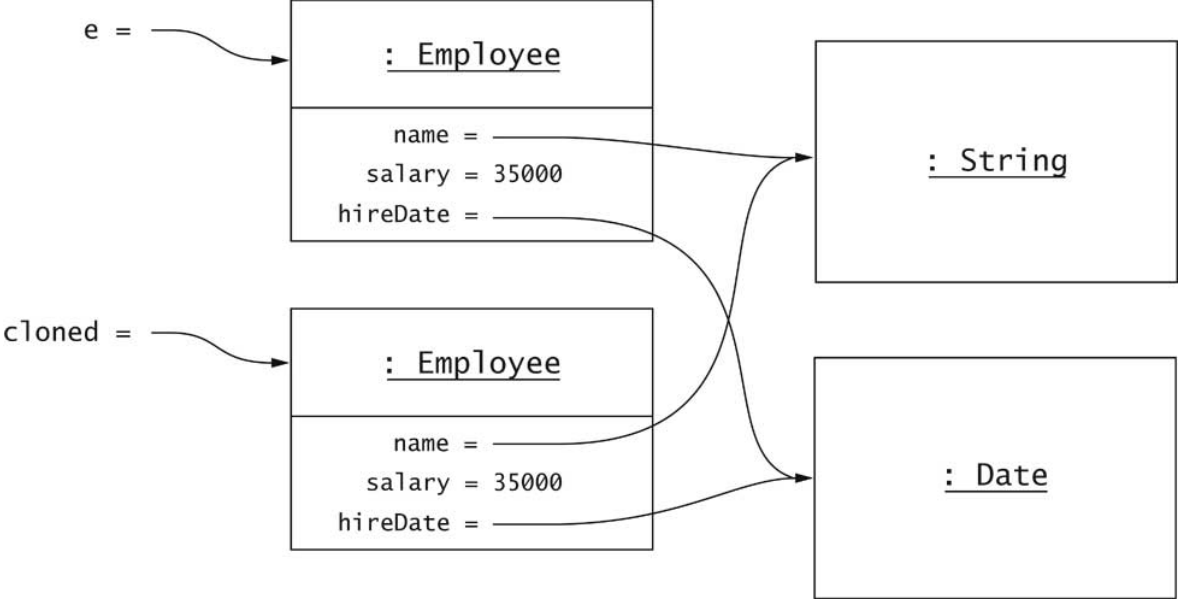 e =
: Employee
name =
salary = 35000
hireDate =
: String
cloned =
: Employee
name =
salary = 35000
hireDate =
: Date